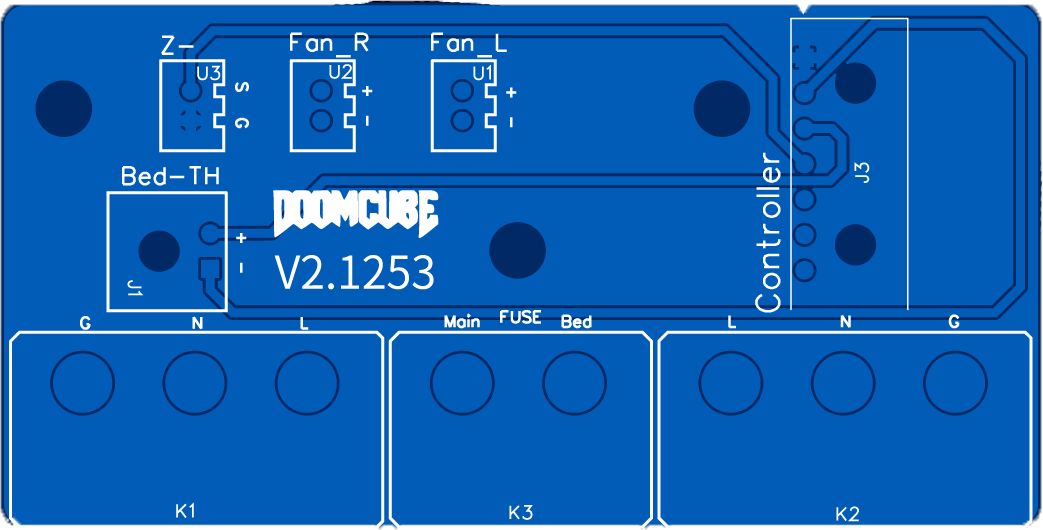 Z- Fan_R Fan_L
U3 U2 U1
S + +
G - -
Bed-TH
Controller
J3
DOOMCUBE
+
-
V2.1253
J1
G N L Main FUSE Bed L N G
K1 K3 K2